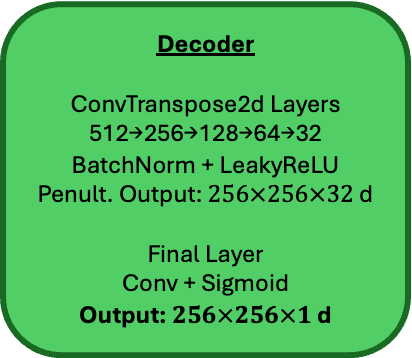 Decoder
ConvTranspose2d Layers
512→256→128→64→32
BatchNorm + LeakyReLU
Penult. Output: 256×256×32 d
Final Layer
Conv + Sigmoid
Output: 256×256×1 d